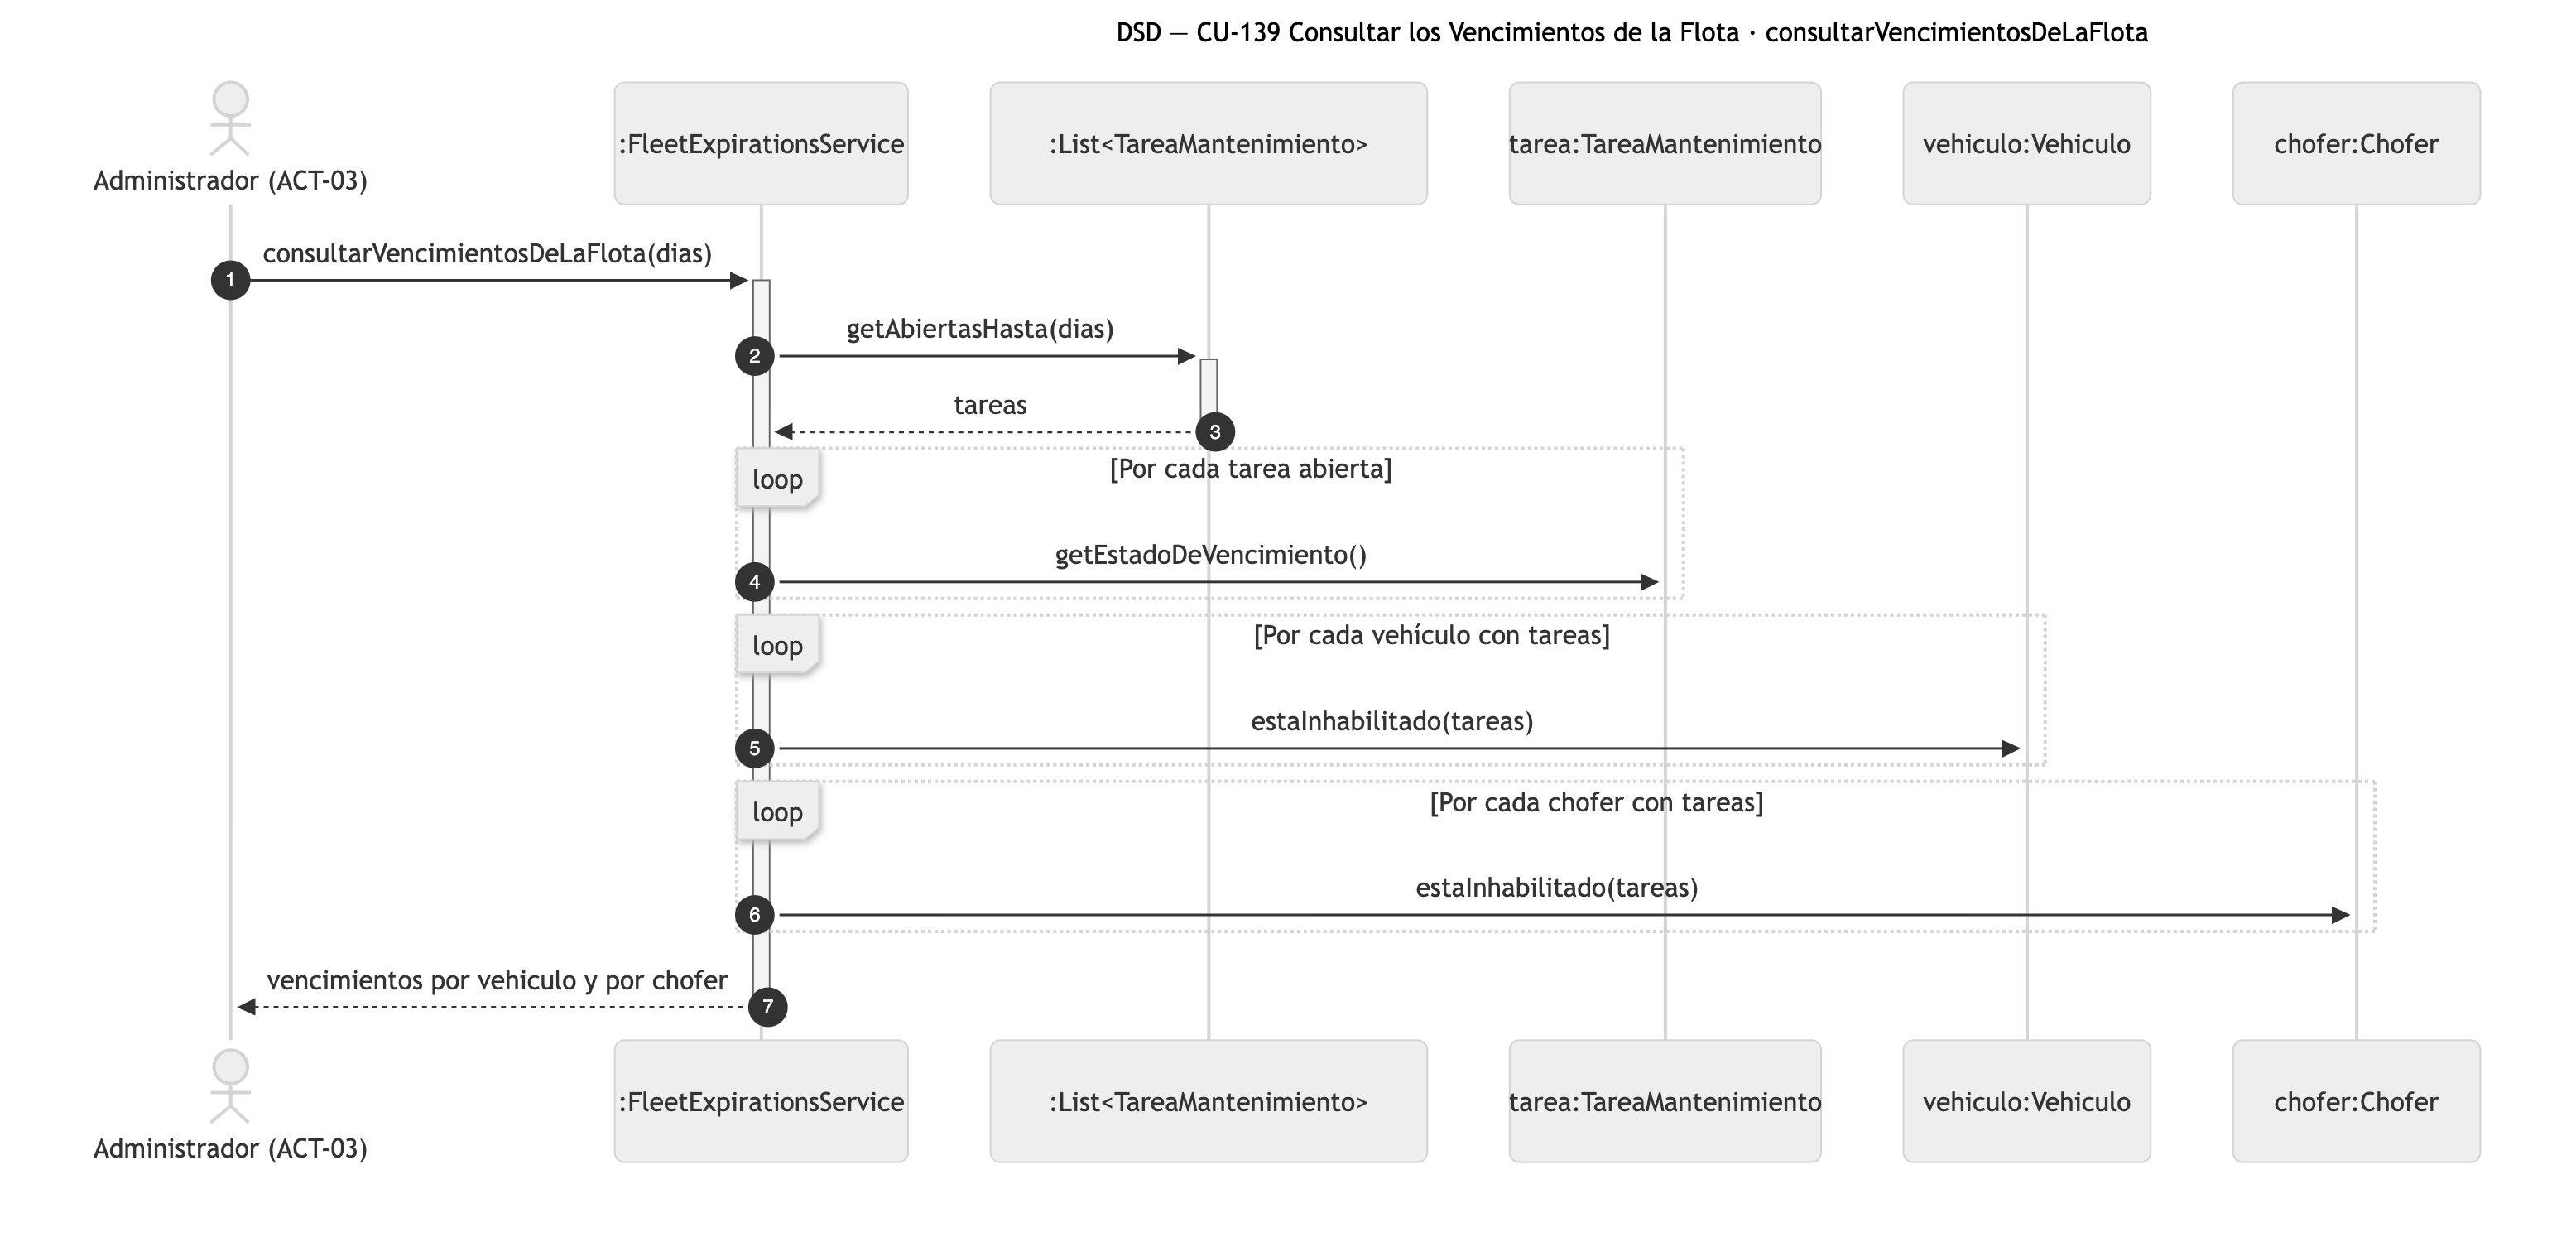 DSD — CU-139 Consultar los Vencimientos de la Flota · consultarVencimientosDeLaFlota
Administrador (ACT-03)
:FleetExpirationsService
:List<TareaMantenimiento>
tarea:TareaMantenimiento
vehiculo:Vehiculo
chofer:Chofer
consultarVencimientosDeLaFlota(dias)
1
getAbiertasHasta(dias)
2
tareas
3
loop
[Por cada tarea abierta]
getEstadoDeVencimiento()
4
loop
[Por cada vehículo con tareas]
estaInhabilitado(tareas)
5
loop
[Por cada chofer con tareas]
estaInhabilitado(tareas)
6
vencimientos por vehiculo y por chofer
7
Administrador (ACT-03)
:FleetExpirationsService
:List<TareaMantenimiento>
tarea:TareaMantenimiento
vehiculo:Vehiculo
chofer:Chofer